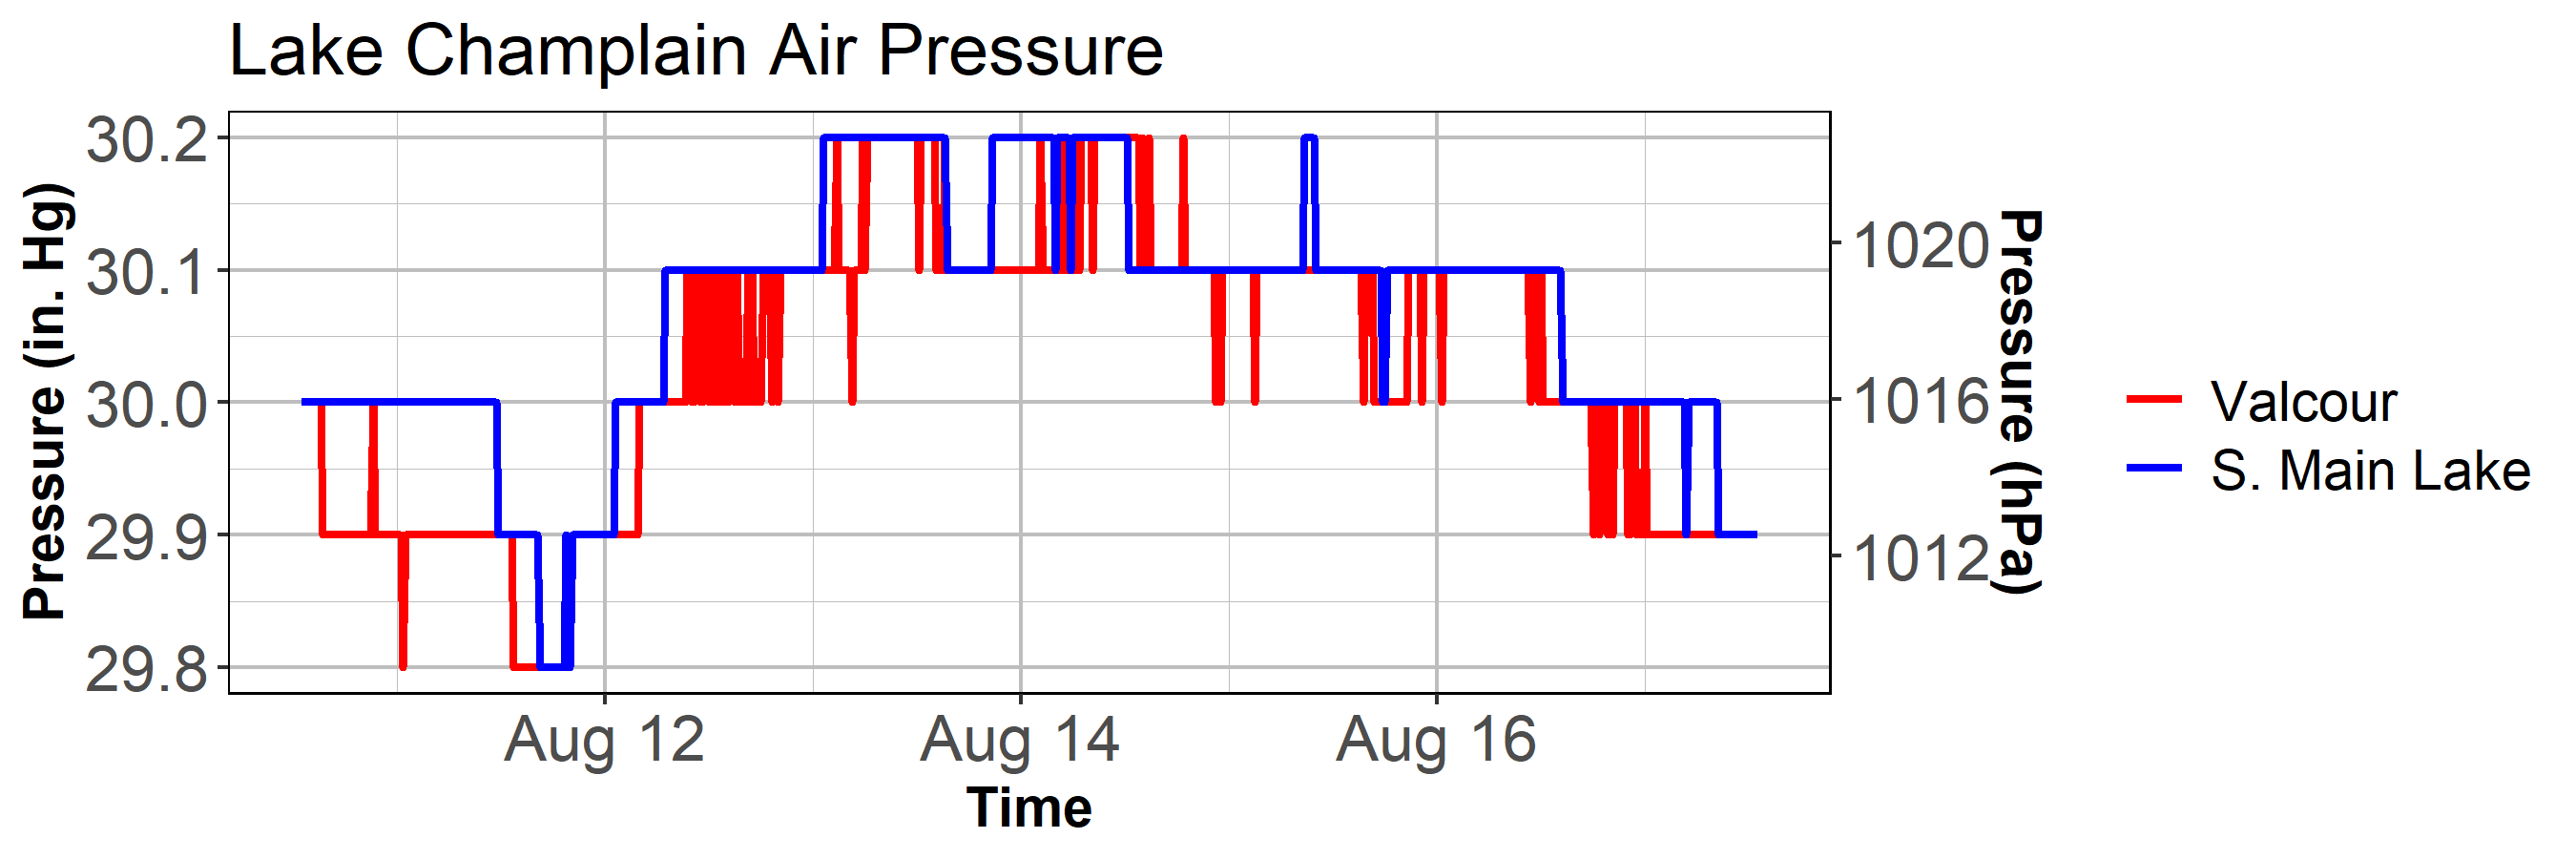 Lake Champlain Air Pressure
30.2
30.1
30.0
29.9
29.8
Pressure (in. Hg)
1020
1016
1012
Pressure (hPa)
Valcour
S. Main Lake
Aug 12
Aug 14
Aug 16
Time